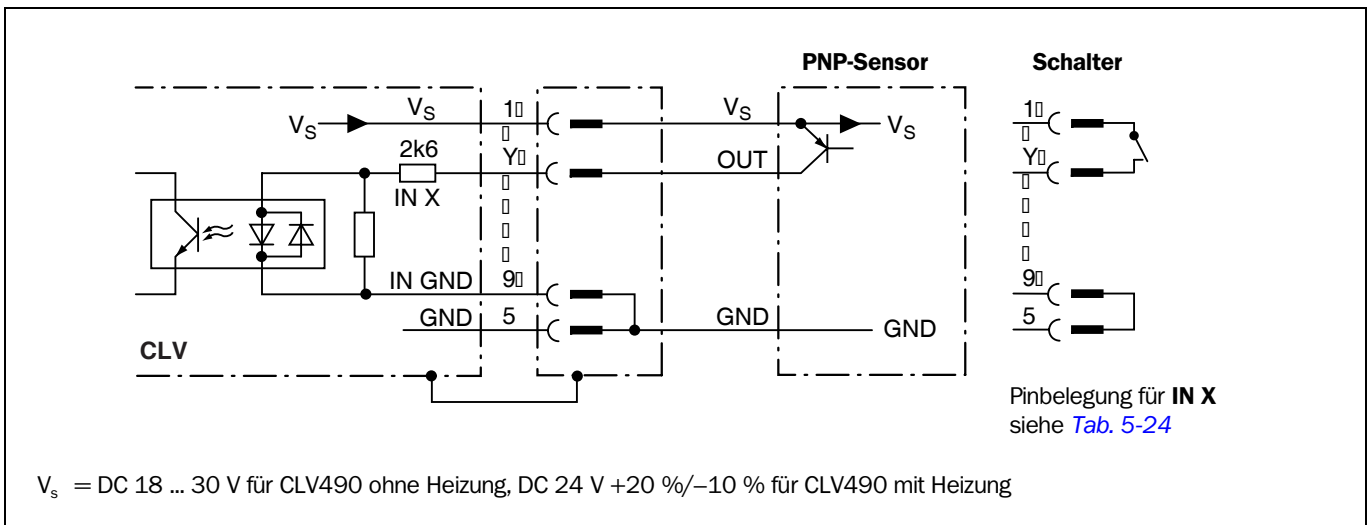 PNP-Sensor
Schalter
V_S
V_S
1
V_S
V_S
1
2k6
Y
OUT
Y
IN X
IN GND
9
9
GND
5
GND
GND
5
CLV
Pinbelegung für IN X
siehe Tab. 5-24
V_s = DC 18 ... 30 V für CLV490 ohne Heizung, DC 24 V +20 %/–10 % für CLV490 mit Heizung